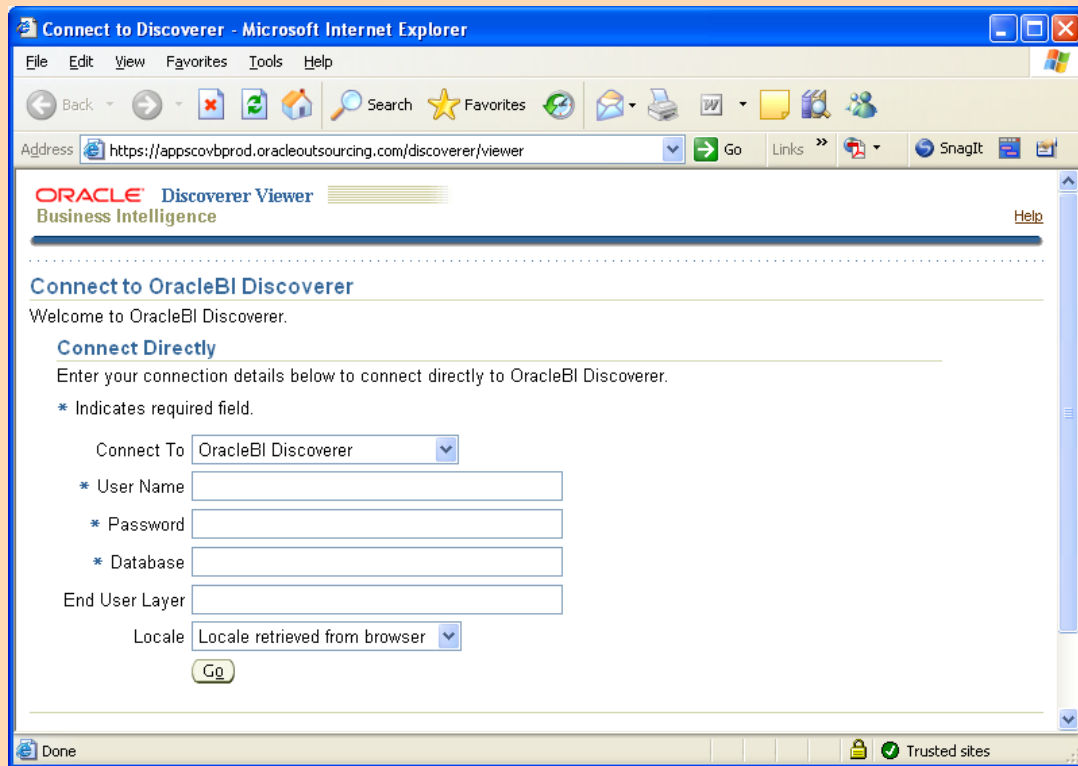 Connect to Discoverer - Microsoft Internet Explorer
File Edit View Favorites Tools Help
Back Search Favorites W
Address https://appscovbprod.oracleoutsourcing.com/discoverer/viewer Go Links » SnagIt
ORACLE Discoverer Viewer
Business Intelligence
Help
Connect to OracleBI Discoverer
Welcome to OracleBI Discoverer.
Connect Directly
Enter your connection details below to connect directly to OracleBI Discoverer.
* Indicates required field.
Connect To OracleBI Discoverer
* User Name
* Password
* Database
End User Layer
Locale Locale retrieved from browser
Go
Done Trusted sites